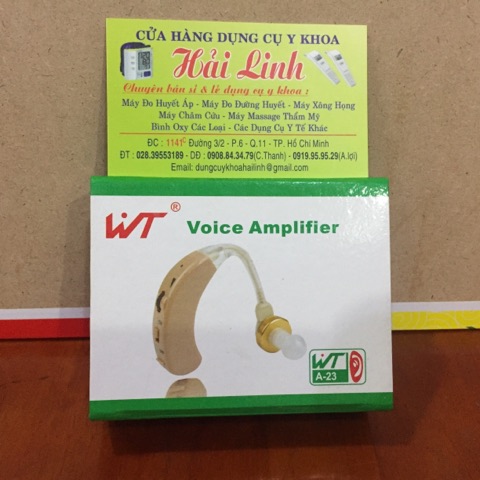 CỬA HÀNG DỤNG CỤ Y KHOA
Hải Linh
Chuyên bán sỉ & lẻ dụng cụ y khoa :
Máy Đo Huyết Áp - Máy Đo Đường Huyết - Máy Xông Họng
Máy Châm Cứu - Máy Massage Thẩm Mỹ
Bình Oxy Các Loại - Các Dụng Cụ Y Tế Khác
ĐC : 1141C Đường 3/2 - P.6 - Q.11 - TP. Hồ Chí Minh
ĐT : 028.39553189 - DĐ : 0908.84.34.79(C.Thanh) - 0919.95.95.29(A.lợi)
Email: dungcuykhoahailinh@gmail.com
WT ® Voice Amplifier
WT
A-23